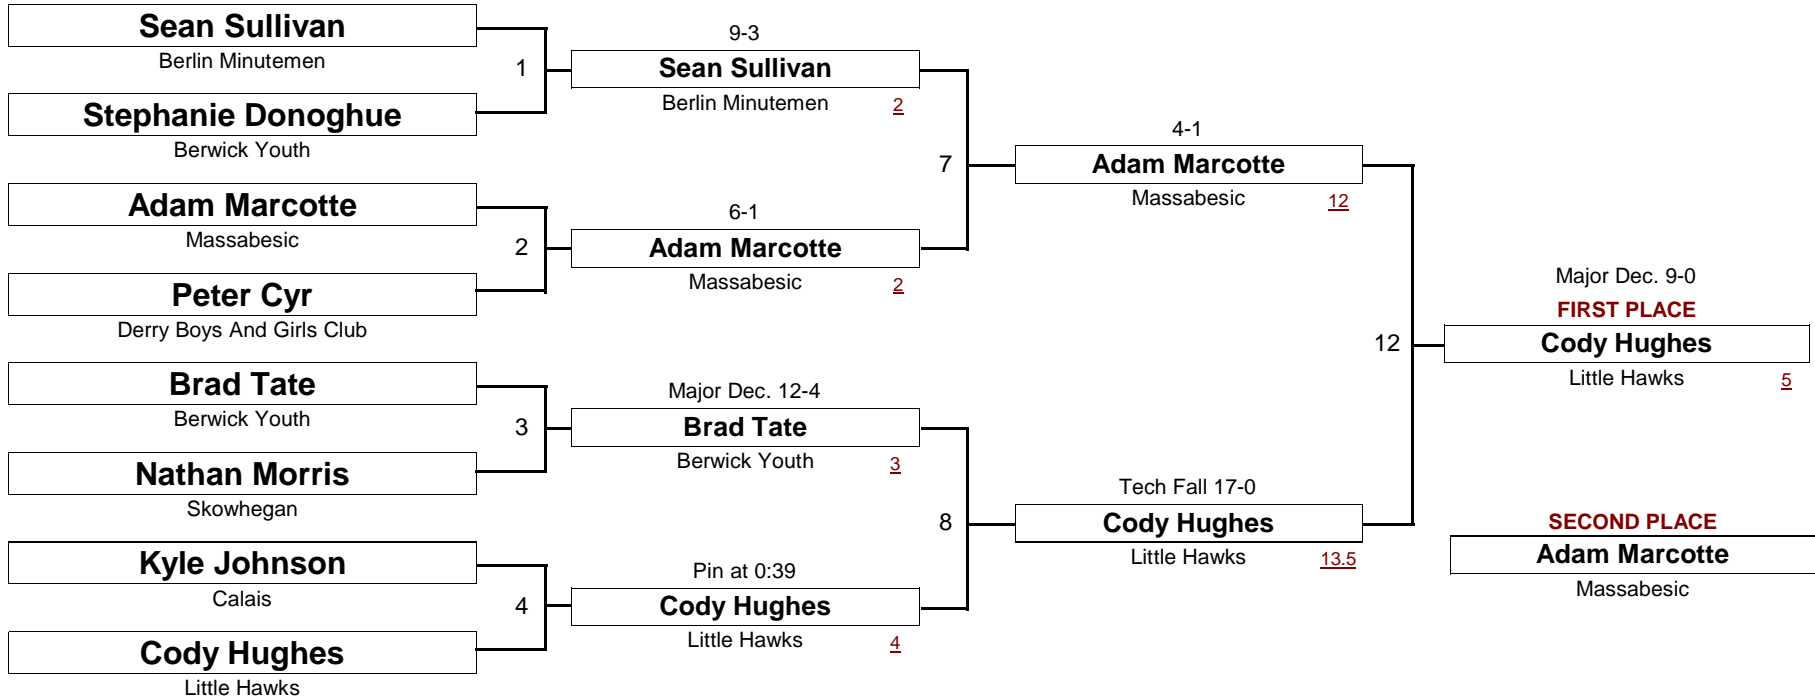 Sean Sullivan
Berlin Minutemen
1
Stephanie Donoghue
Berwick Youth
Adam Marcotte
Massabesic
2
Peter Cyr
Derry Boys And Girls Club
Brad Tate
Berwick Youth
3
Nathan Morris
Skowhegan
Kyle Johnson
Calais
4
Cody Hughes
Little Hawks
9-3
Sean Sullivan
Berlin Minutemen 2
7
6-1
Adam Marcotte
Massabesic 2
Major Dec. 12-4
Brad Tate
Berwick Youth 3
8
Pin at 0:39
Cody Hughes
Little Hawks 4
4-1
Adam Marcotte
Massabesic 12
12
Tech Fall 17-0
Cody Hughes
Little Hawks 13.5
Major Dec. 9-0
FIRST PLACE
Cody Hughes
Little Hawks 5
SECOND PLACE
Adam Marcotte
Massabesic